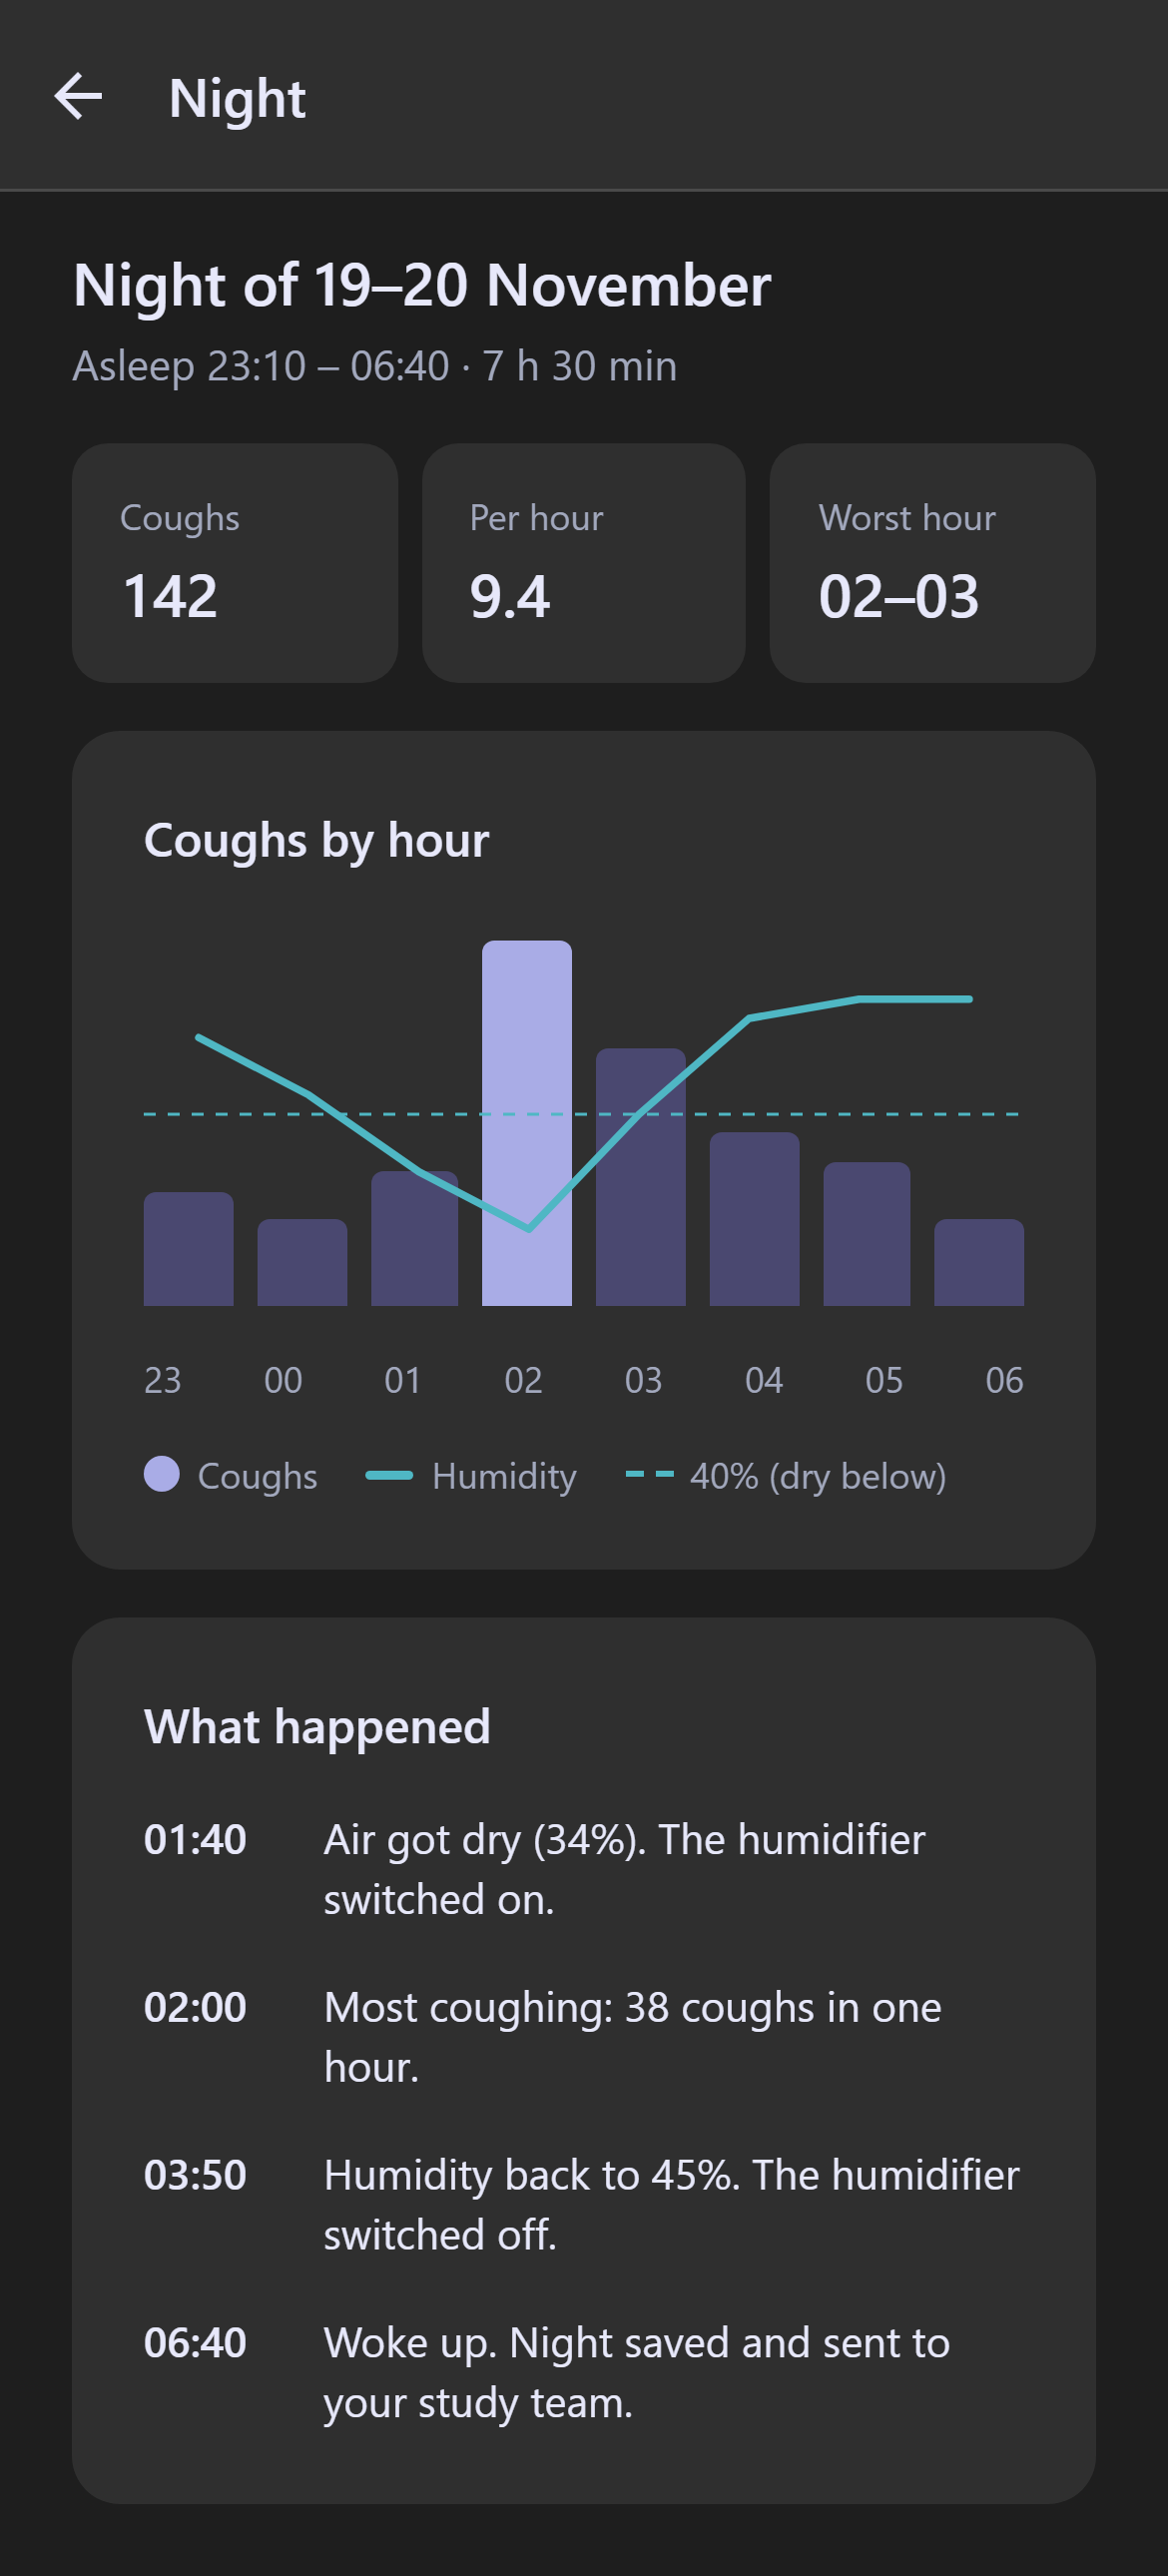 Night
Night of 19–20 November
Asleep 23:10 – 06:40 · 7 h 30 min
Coughs
142
Per hour
9.4
Worst hour
02–03
Coughs by hour
23 00 01 02 03 04 05 06
Coughs Humidity 40% (dry below)
What happened
01:40 Air got dry (34%). The humidifier
switched on.
02:00 Most coughing: 38 coughs in one
hour.
03:50 Humidity back to 45%. The humidifier
switched off.
06:40 Woke up. Night saved and sent to
your study team.